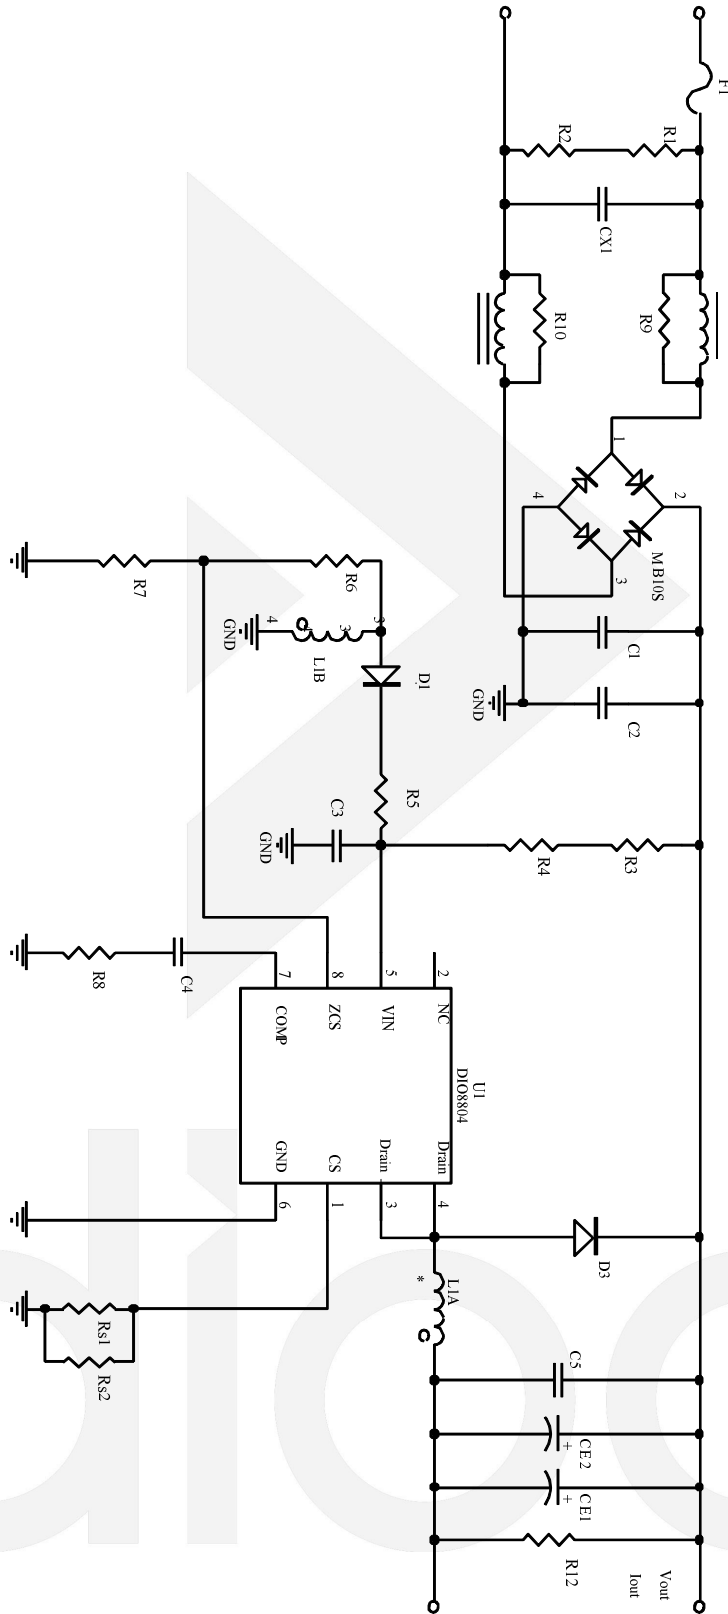 F1
R1
R2
CX1
R9
R10
1
2
3
4
MB10S
C1
C2
GND
R3
R4
R7
R6
3
3
4
GND
L1B
D1
R5
C3
GND
R8
C4
7
8
5
2
COMP
ZCS
VIN
NC
U1
DIO8804
GND
CS
Drain
Drain
6
1
3
4
Rs1
Rs2
D3
L1A
*
C5
+
CE2
+
CE1
R12
Vout
Iout
dioo